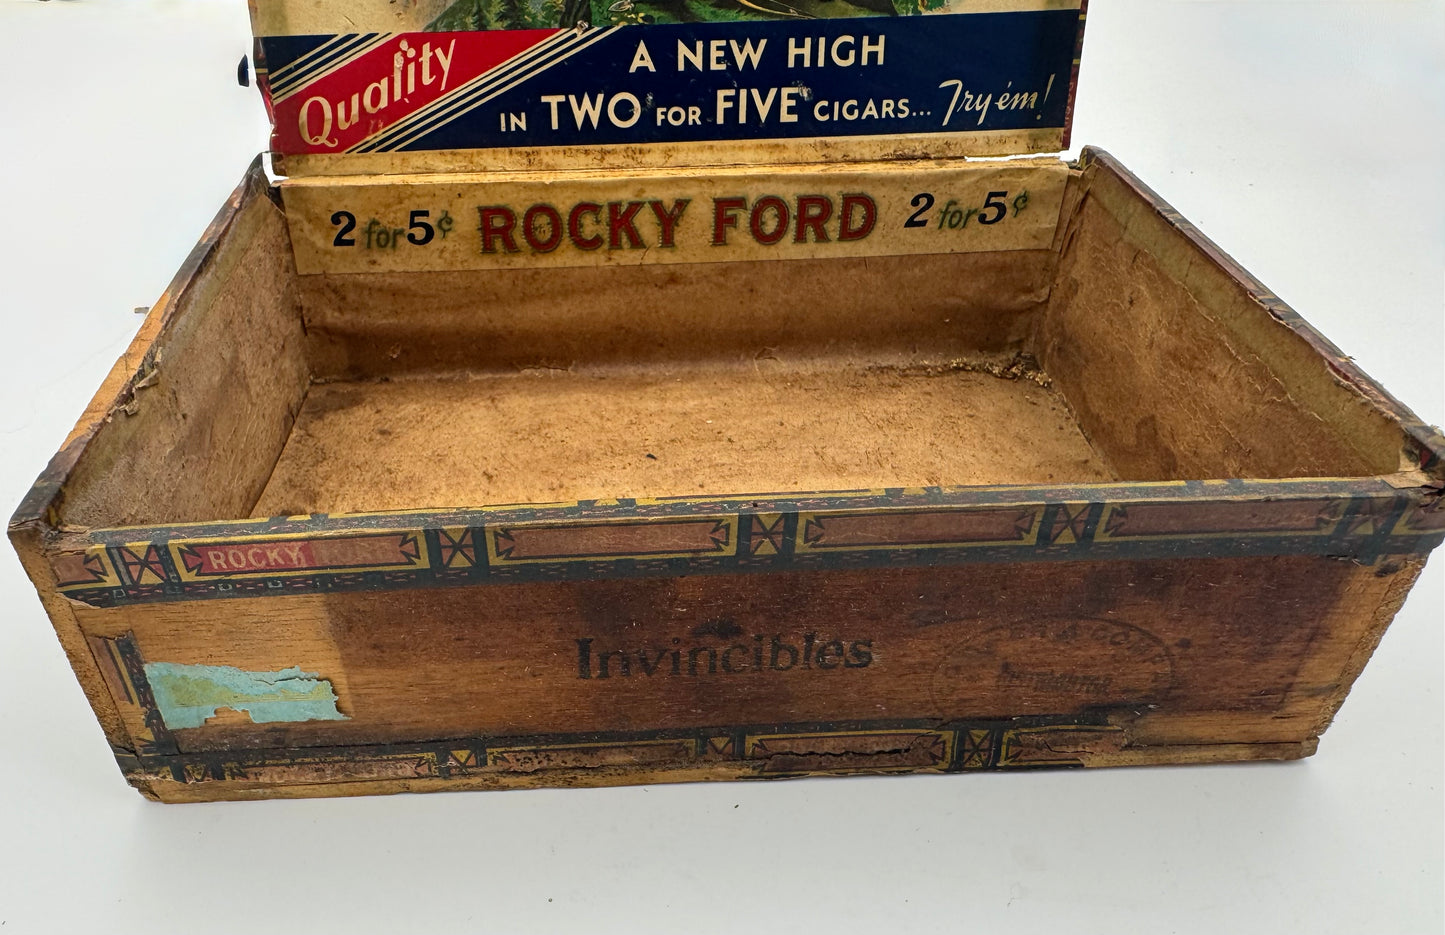 Quality
A NEW HIGH
IN TWO FOR FIVE CIGARS... Try 'em!
2 for 5¢ ROCKY FORD 2 for 5¢
ROCKY FORD
Invincibles